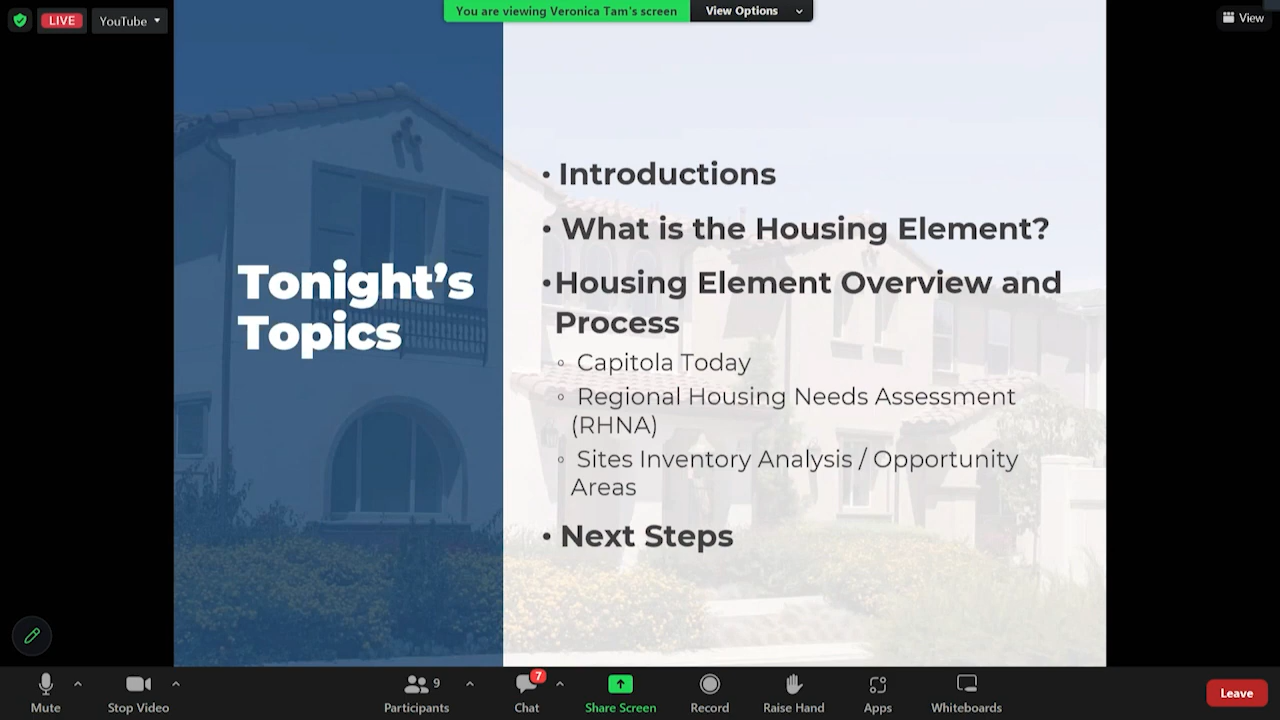 You are viewing Veronica Tam's screen
View Options
LIVE
YouTube
View
Tonight's
Topics
• Introductions
• What is the Housing Element?
• Housing Element Overview and
Process
◦ Capitola Today
◦ Regional Housing Needs Assessment
(RHNA)
◦ Sites Inventory Analysis / Opportunity
Areas
• Next Steps
Mute
Stop Video
9
Participants
7
Chat
Share Screen
Record
Raise Hand
Apps
Whiteboards
Leave